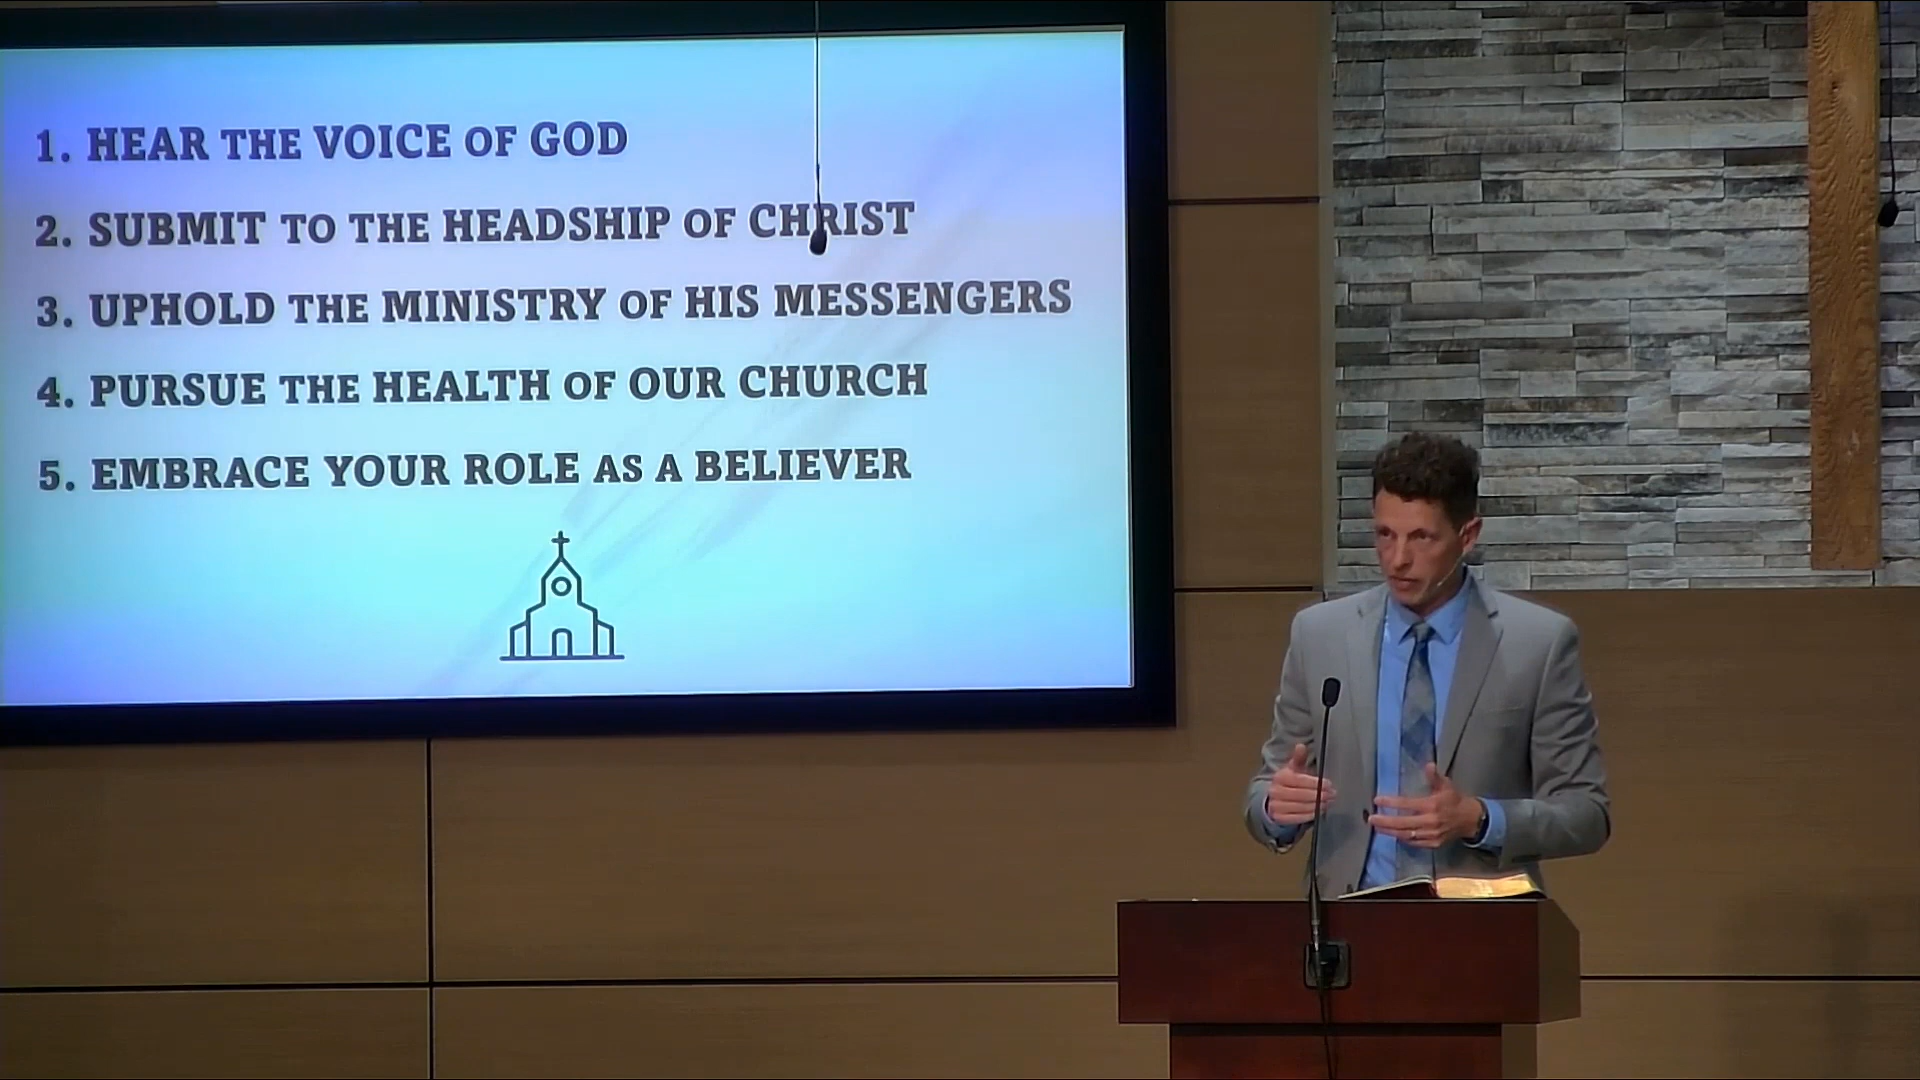 1. HEAR THE VOICE OF GOD
2. SUBMIT TO THE HEADSHIP OF CHRIST
3. UPHOLD THE MINISTRY OF HIS MESSENGERS
4. PURSUE THE HEALTH OF OUR CHURCH
5. EMBRACE YOUR ROLE AS A BELIEVER